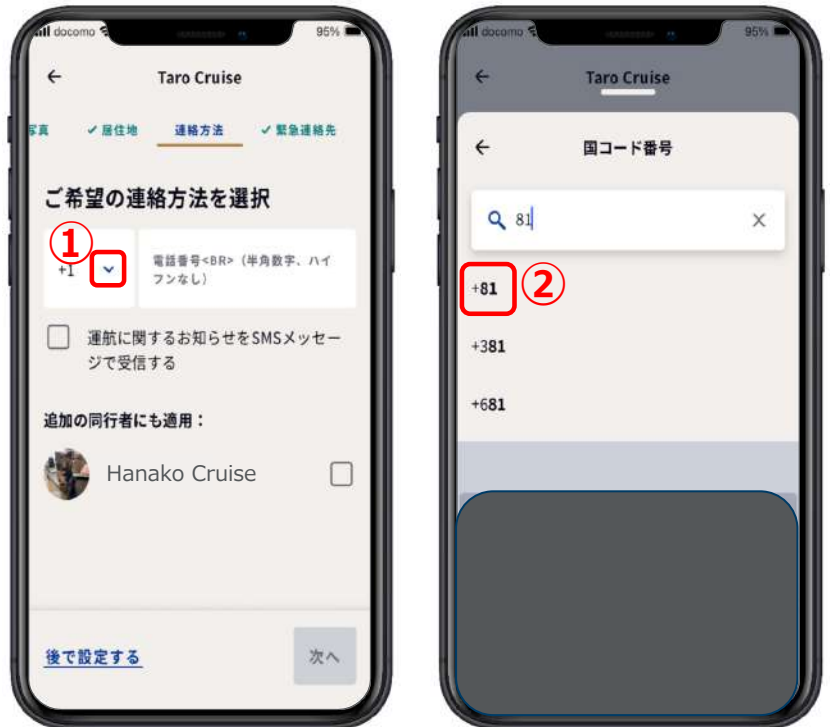 docomo
95%
← Taro Cruise
写真 ✓居住地 連絡方法 ✓緊急連絡先
ご希望の連絡方法を選択
①
+1
電話番号<BR>（半角数字、ハイ
フンなし）
運航に関するお知らせをSMSメッセー
ジで受信する
追加の同行者にも適用：
Hanako Cruise
後で設定する
次へ
docomo
95%
← Taro Cruise
← 国コード番号
81
×
+81
②
+381
+681